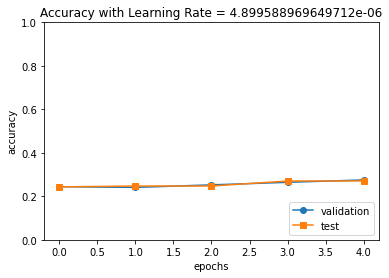 Accuracy with Learning Rate = 4.899588969649712e-06
1.0
0.8
0.6
0.4
0.2
0.0
accuracy
0.0 0.5 1.0 1.5 2.0 2.5 3.0 3.5 4.0
epochs
validation
test